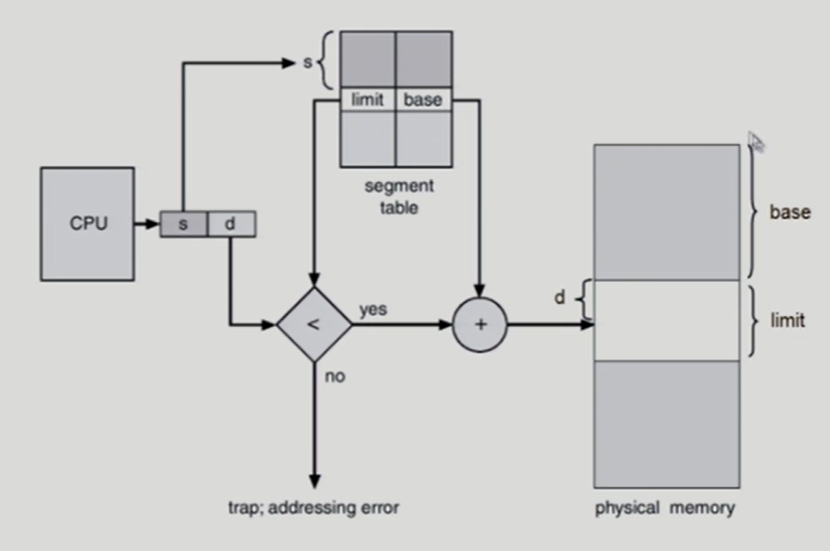 s
limit base
segment
table
CPU
s d
base
d
limit
<
yes
+
no
trap; addressing error
physical memory